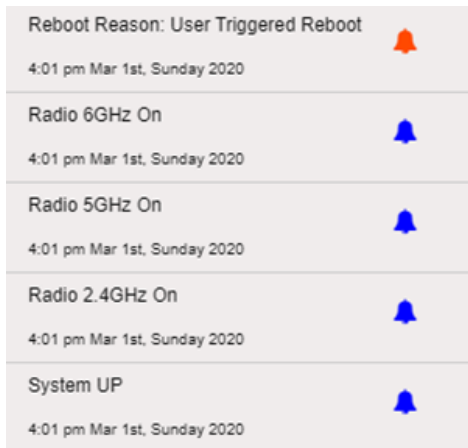 Reboot Reason: User Triggered Reboot
4:01 pm Mar 1st, Sunday 2020
Radio 6GHz On
4:01 pm Mar 1st, Sunday 2020
Radio 5GHz On
4:01 pm Mar 1st, Sunday 2020
Radio 2.4GHz On
4:01 pm Mar 1st, Sunday 2020
System UP
4:01 pm Mar 1st, Sunday 2020